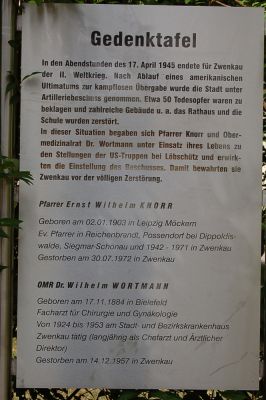 Gedenktafel
In den Abendstunden des 17. April 1945 endete für Zwenkau
der II. Weltkrieg. Nach Ablauf eines amerikanischen
Ultimatums zur kampflosen Übergabe wurde die Stadt unter
Artilleriebeschuss genommen. Etwa 50 Todesopfer waren zu
beklagen und zahlreiche Gebäude u. a. das Rathaus und die
Schule wurden zerstört.
In dieser Situation begaben sich Pfarrer Knorr und Ober-
medizinalrat Dr. Wortmann unter Einsatz ihres Lebens zu
den Stellungen der US-Truppen bei Löbschütz und erwirk-
ten die Einstellung des Beschusses. Damit bewahrten sie
Zwenkau vor der völligen Zerstörung.
Pfarrer Ernst Wilhelm KNORR
Geboren am 02.01.1903 in Leipzig Möckern
Ev. Pfarrer in Reichenbrandt, Possendorf bei Dippoldis-
walde, Siegmar-Schönau und 1942 - 1971 in Zwenkau
Gestorben am 30.07.1972 in Zwenkau
OMR Dr. Wilhelm WORTMANN
Geboren am 17.11.1884 in Bielefeld
Facharzt für Chirurgie und Gynäkologie
Von 1924 bis 1953 am Stadt- und Bezirkskrankenhaus
Zwenkau tätig (langjährig als Chefarzt und Ärztlicher
Direktor)
Gestorben am 14.12.1957 in Zwenkau